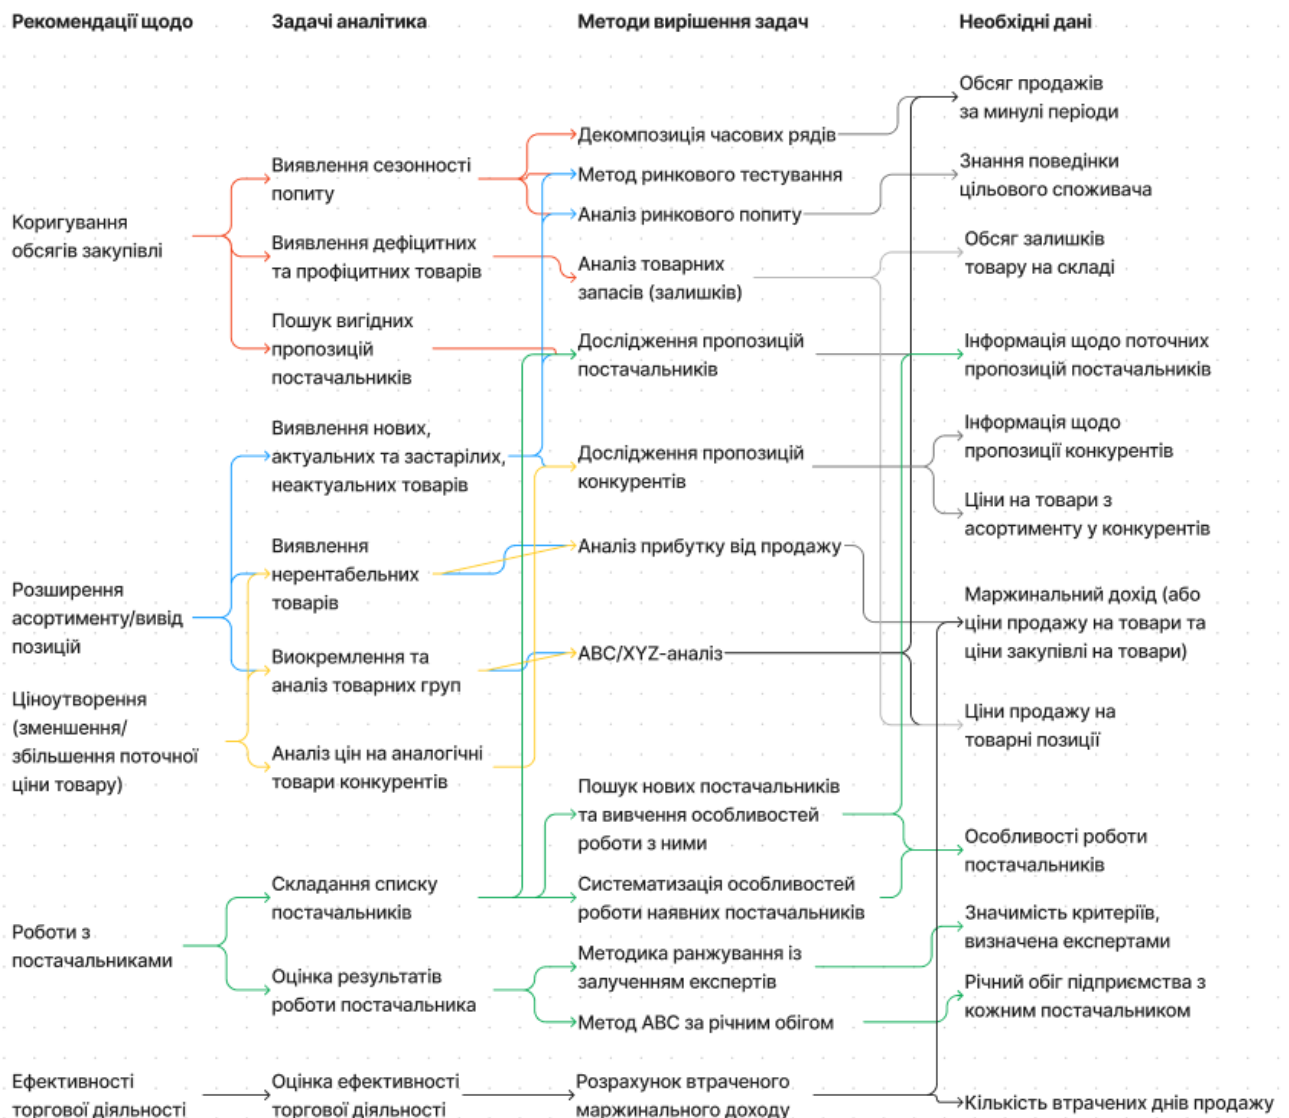 Рекомендації щодо
Задачі аналітика
Методи вирішення задач
Необхідні дані
Коригування
обсягів закупівлі
Розширення
асортименту/вивід
позицій
Ціноутворення
(зменшення/
збільшення поточної
ціни товару)
Роботи з
постачальниками
Ефективності
торгової діяльності
Виявлення сезонності
попиту
Виявлення дефіцитних
та профіцитних товарів
Пошук вигідних
пропозицій
постачальників
Виявлення нових,
актуальних та застарілих,
неактуальних товарів
Виявлення
нерентабельних
товарів
Виокремлення та
аналіз товарних груп
Аналіз цін на аналогічні
товари конкурентів
Складання списку
постачальників
Оцінка результатів
роботи постачальника
Оцінка ефективності
торгової діяльності
Декомпозиція часових рядів
Метод ринкового тестування
Аналіз ринкового попиту
Аналіз товарних
запасів (залишків)
Дослідження пропозицій
постачальників
Дослідження пропозицій
конкурентів
Аналіз прибутку від продажу
ABC/XYZ-аналіз
Пошук нових постачальників
та вивчення особливостей
роботи з ними
Систематизація особливостей
роботи наявних постачальників
Методика ранжування із
залученням експертів
Метод АВС за річним обігом
Розрахунок втраченого
маржинального доходу
Обсяг продажів
за минулі періоди
Знання поведінки
цільового споживача
Обсяг залишків
товару на складі
Інформація щодо поточних
пропозицій постачальників
Інформація щодо
пропозиції конкурентів
Ціни на товари з
асортименту у конкурентів
Маржинальний дохід (або
ціни продажу на товари та
ціни закупівлі на товари)
Ціни продажу на
товарні позиції
Особливості роботи
постачальників
Значимість критеріїв,
визначена експертами
Річний обіг підприємства з
кожним постачальником
Кількість втрачених днів продажу